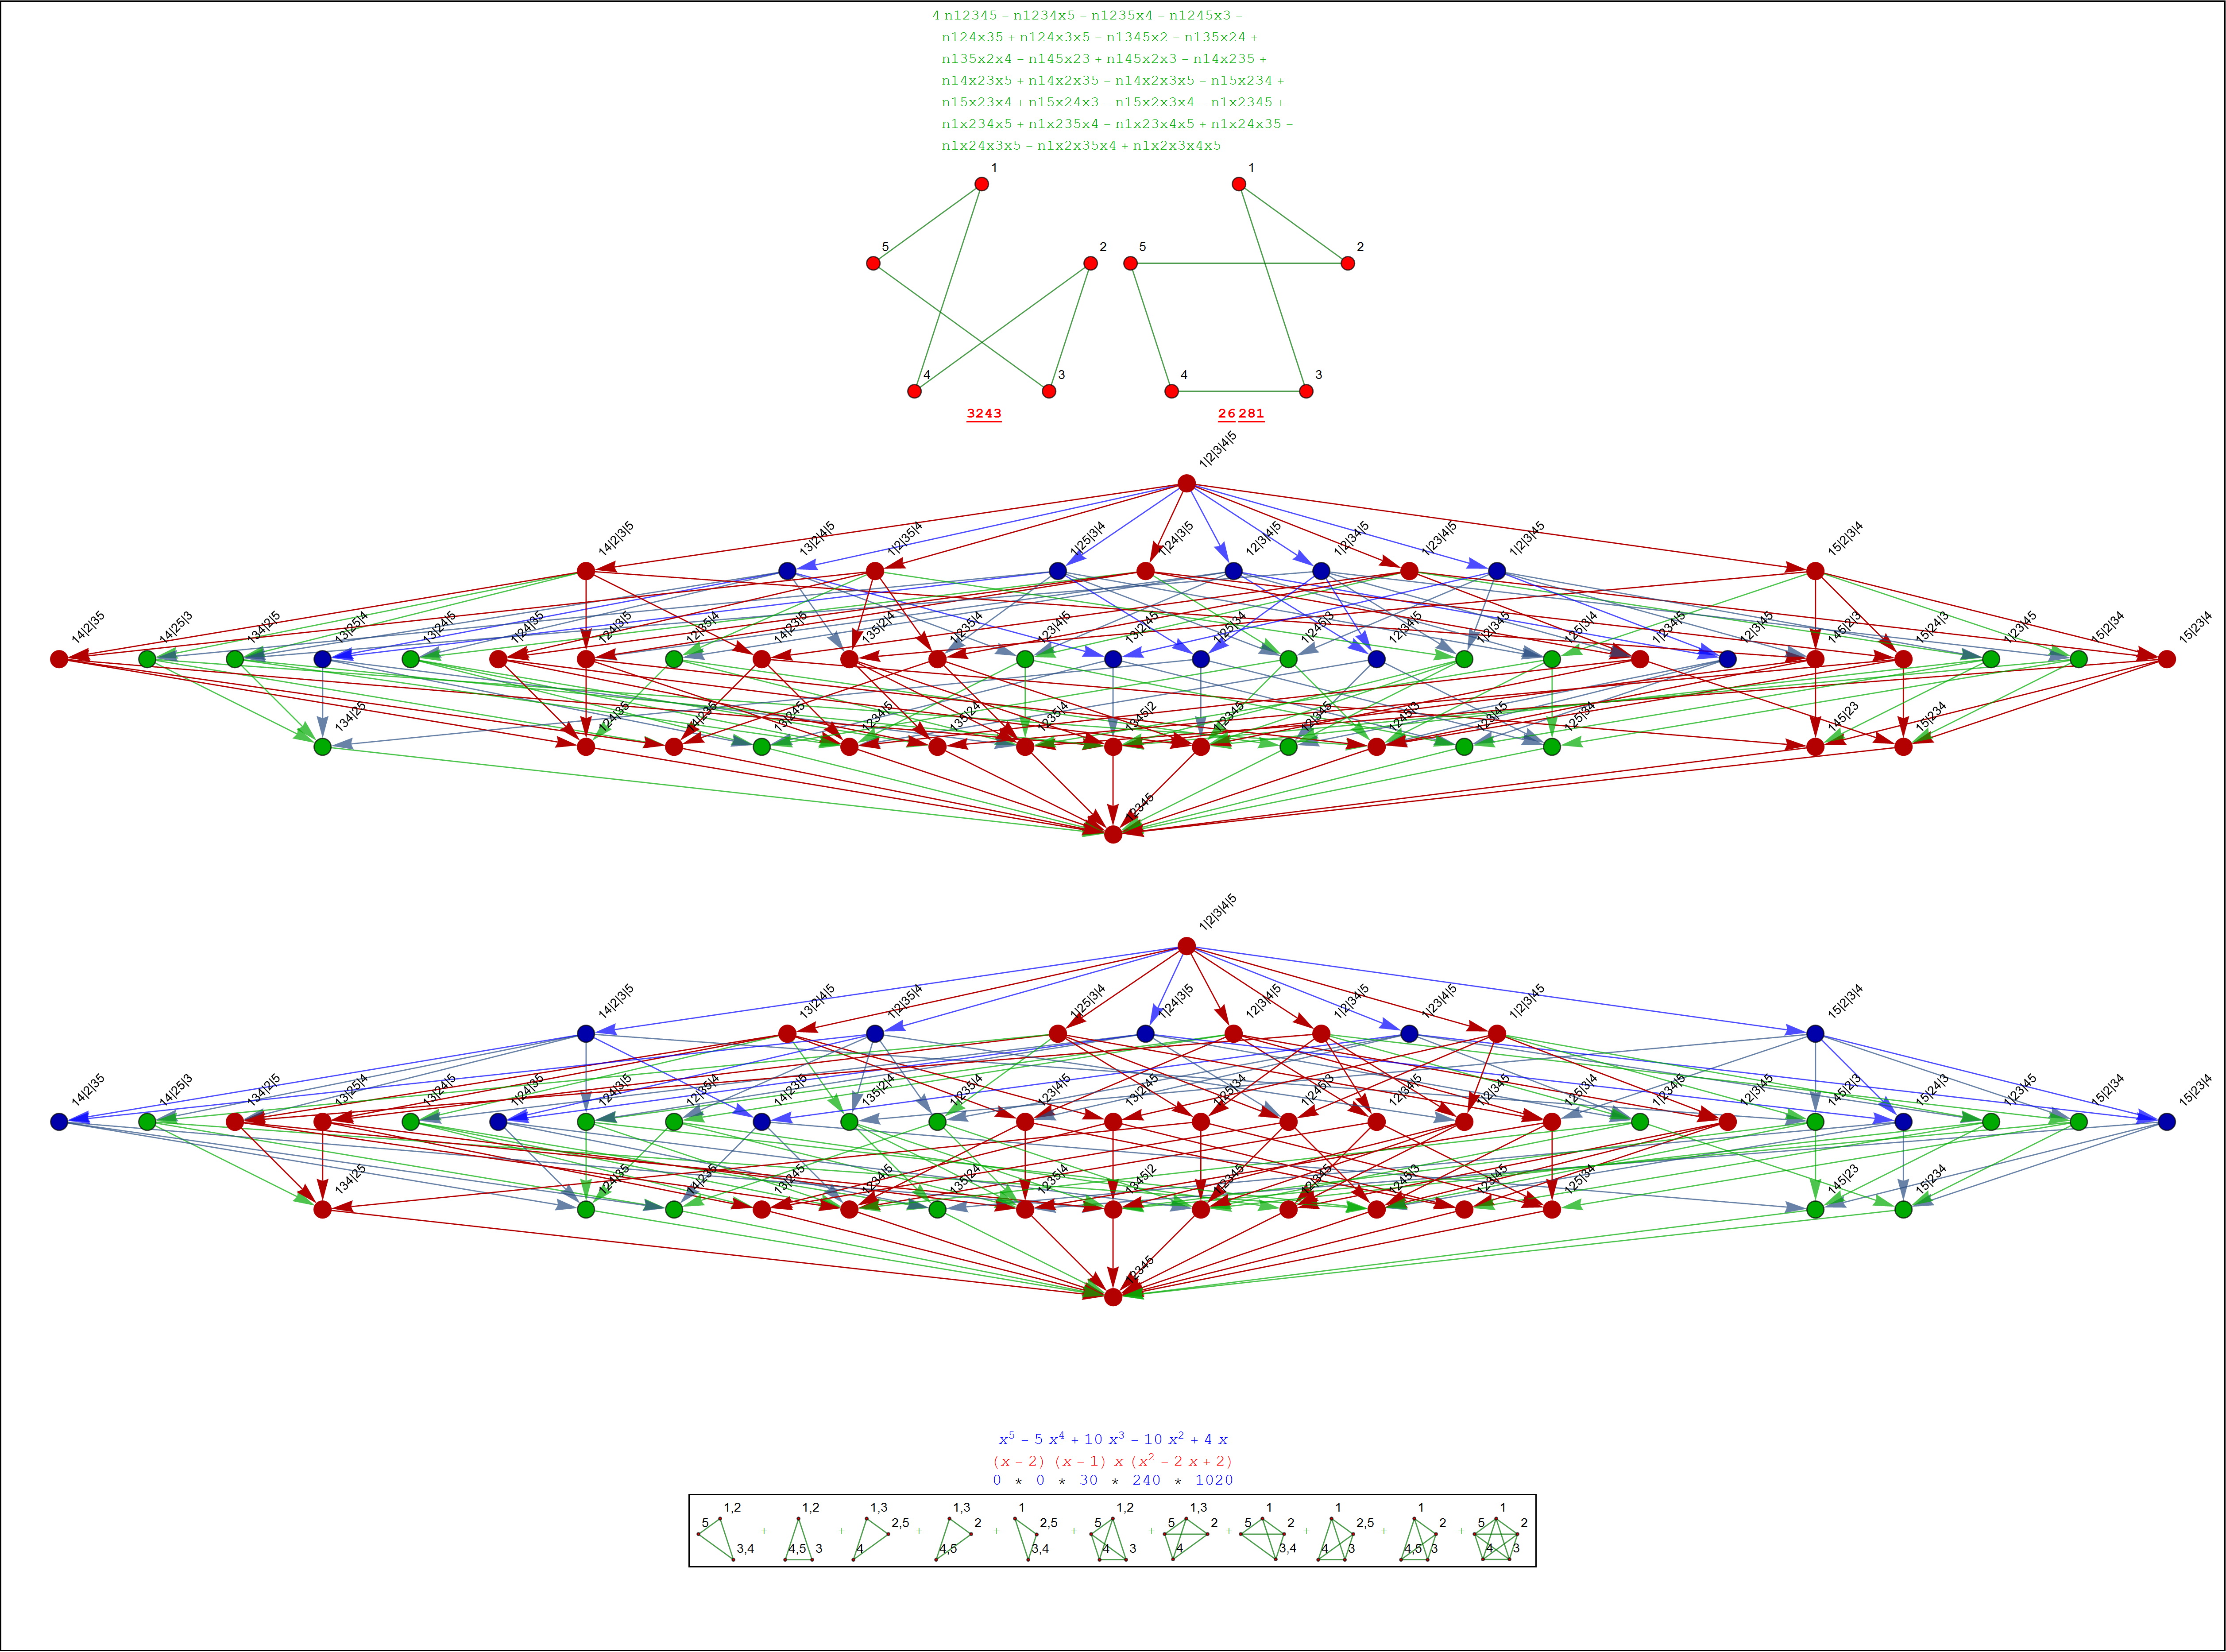 4 n12345 – n1234x5 – n1235x4 – n1245x3 –
n124x35 + n124x3x5 – n1345x2 – n135x24 +
n135x2x4 – n145x23 + n145x2x3 – n14x235 +
n14x23x5 + n14x2x35 – n14x2x3x5 – n15x234 +
n15x23x4 + n15x24x3 – n15x2x3x4 – n1x2345 +
n1x234x5 + n1x235x4 – n1x23x4x5 + n1x24x35 –
n1x24x3x5 – n1x2x35x4 + n1x2x3x4x5
1 1
5 2 5 2
4 3 4 3
3243 26 281
1|2|3|4|5
14|2|3|5 13|2|4|5 1|2|35|4 1|25|3|4 1|24|3|5 12|3|4|5 1|2|34|5 1|23|4|5 1|2|3|45 15|2|3|4
14|2|35 14|25|3 134|2|5 13|25|4 13|24|5 1|24|35 124|3|5 12|35|4 14|23|5 135|2|4 1|235|4 123|4|5 13|2|45 1|25|34 1|245|3 12|34|5 1|2|345 125|3|4 1|234|5 12|3|45 145|2|3 15|24|3 1|23|45 15|2|34 15|23|4
134|25 124|35 14|235 13|245 1234|5 135|24 1235|4 1345|2 1|2345 12|345 1245|3 123|45 125|34 145|23 15|234
12345
1|2|3|4|5
14|2|3|5 13|2|4|5 1|2|35|4 1|25|3|4 1|24|3|5 12|3|4|5 1|2|34|5 1|23|4|5 1|2|3|45 15|2|3|4
14|2|35 14|25|3 134|2|5 13|25|4 13|24|5 1|24|35 124|3|5 12|35|4 14|23|5 135|2|4 1|235|4 123|4|5 13|2|45 1|25|34 1|245|3 12|34|5 1|2|345 125|3|4 1|234|5 12|3|45 145|2|3 15|24|3 1|23|45 15|2|34 15|23|4
134|25 124|35 14|235 13|245 1234|5 135|24 1235|4 1345|2 1|2345 12|345 1245|3 123|45 125|34 145|23 15|234
12345
x⁵ – 5 x⁴ + 10 x³ – 10 x² + 4 x
(x – 2) (x – 1) x (x² – 2 x + 2)
0 * 0 * 30 * 240 * 1020
1,2 1,2 1,3 1,3 1 1,2 1,3 1 1 1 1
5 + + 2,5 + 2 + 2,5 + 5 + 5 2 + 5 2 + 2,5 + 2 + 5 2
3,4 4,5 3 4 4,5 3,4 4 3 4 3,4 4 3 4,5 3 4 3